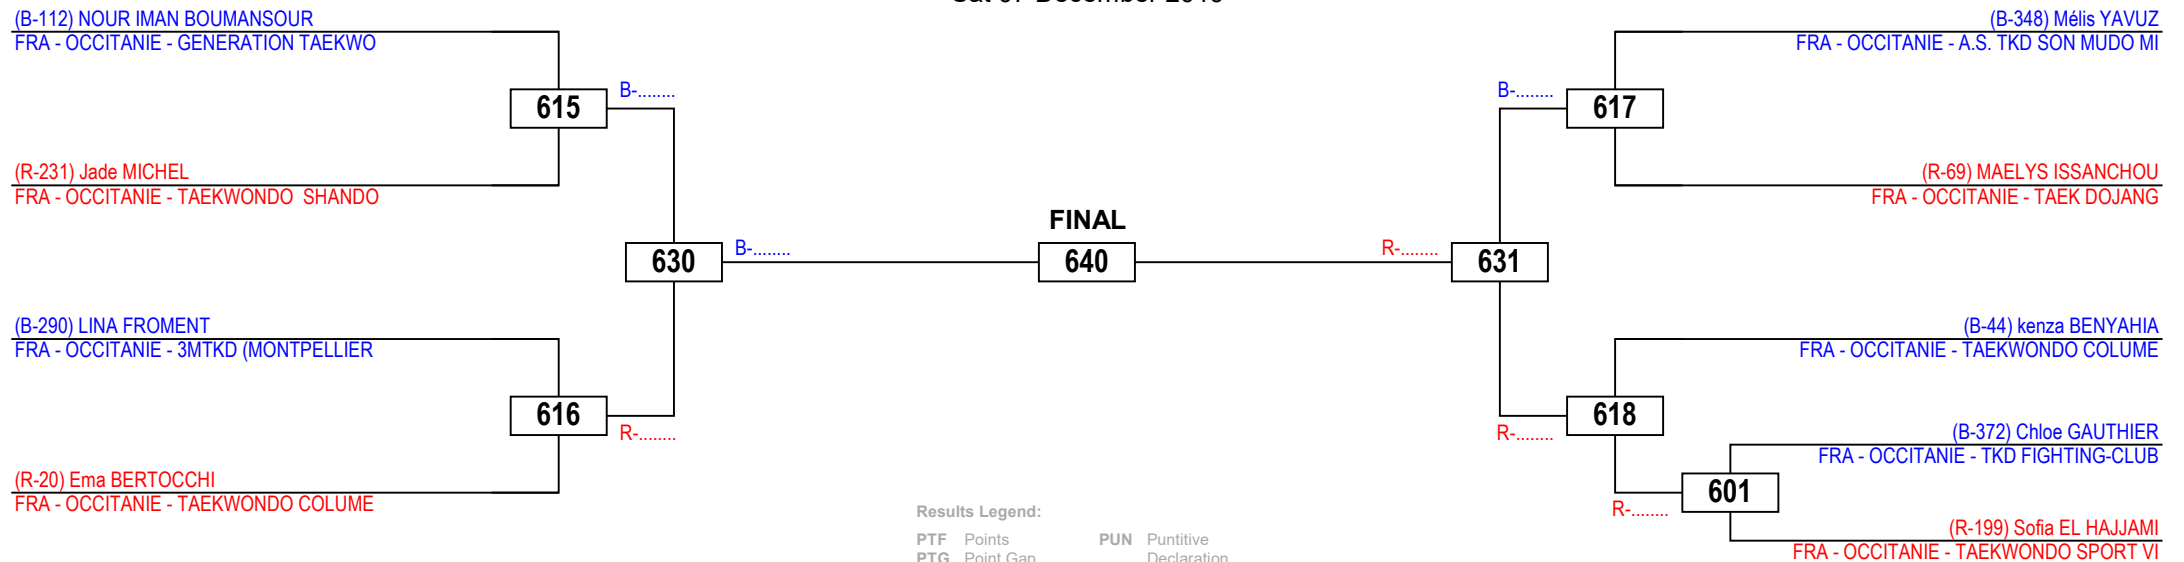 (B-112) NOUR IMAN BOUMANSOUR
FRA - OCCITANIE - GENERATION TAEKWO
615
B-........
(R-231) Jade MICHEL
FRA - OCCITANIE - TAEKWONDO SHANDO
630
B-........
(B-290) LINA FROMENT
FRA - OCCITANIE - 3MTKD (MONTPELLIER
616
R-........
(R-20) Ema BERTOCCHI
FRA - OCCITANIE - TAEKWONDO COLUME
FINAL
640
(B-348) Mélis YAVUZ
FRA - OCCITANIE - A.S. TKD SON MUDO MI
B-........
617
(R-69) MAELYS ISSANCHOU
FRA - OCCITANIE - TAEK DOJANG
R-........
631
(B-44) kenza BENYAHIA
FRA - OCCITANIE - TAEKWONDO COLUME
618
R-........
(B-372) Chloe GAUTHIER
FRA - OCCITANIE - TKD FIGHTING-CLUB
601
R-........
(R-199) Sofia EL HAJJAMI
FRA - OCCITANIE - TAEKWONDO SPORT VI
Results Legend:
PTF Points PUN Puntitive
PTG Point Gap Declaration